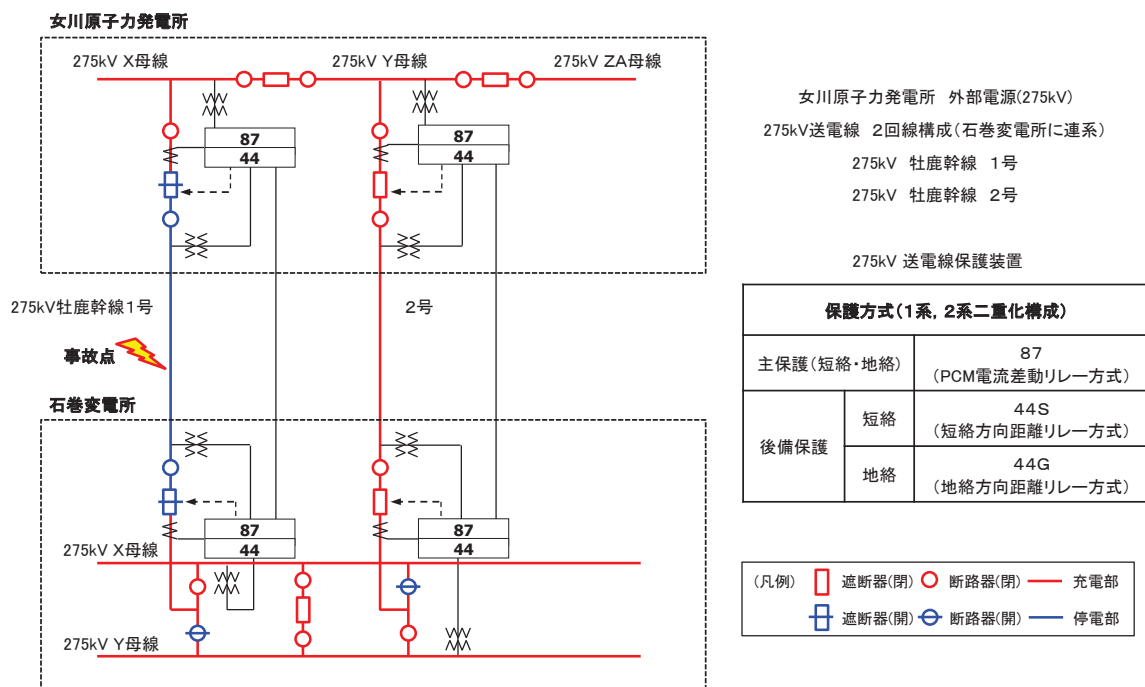 女川原子力発電所
275kV X母線
275kV Y母線
275kV ZA母線
87
44
87
44
275kV牡鹿幹線1号
2号
事故点
石巻変電所
87
44
87
44
275kV X母線
275kV Y母線
女川原子力発電所 外部電源(275kV)
275kV送電線 2回線構成(石巻変電所に連系)
275kV 牡鹿幹線 1号
275kV 牡鹿幹線 2号
275kV 送電線保護装置
保護方式(1系,2系二重化構成)
主保護(短絡・地絡)
87
(PCM電流差動リレー方式)
後備保護
短絡
44S
(短絡方向距離リレー方式)
地絡
44G
(地絡方向距離リレー方式)
(凡例) 遮断器(閉) 断路器(閉) 充電部
遮断器(開) 断路器(開) 停電部